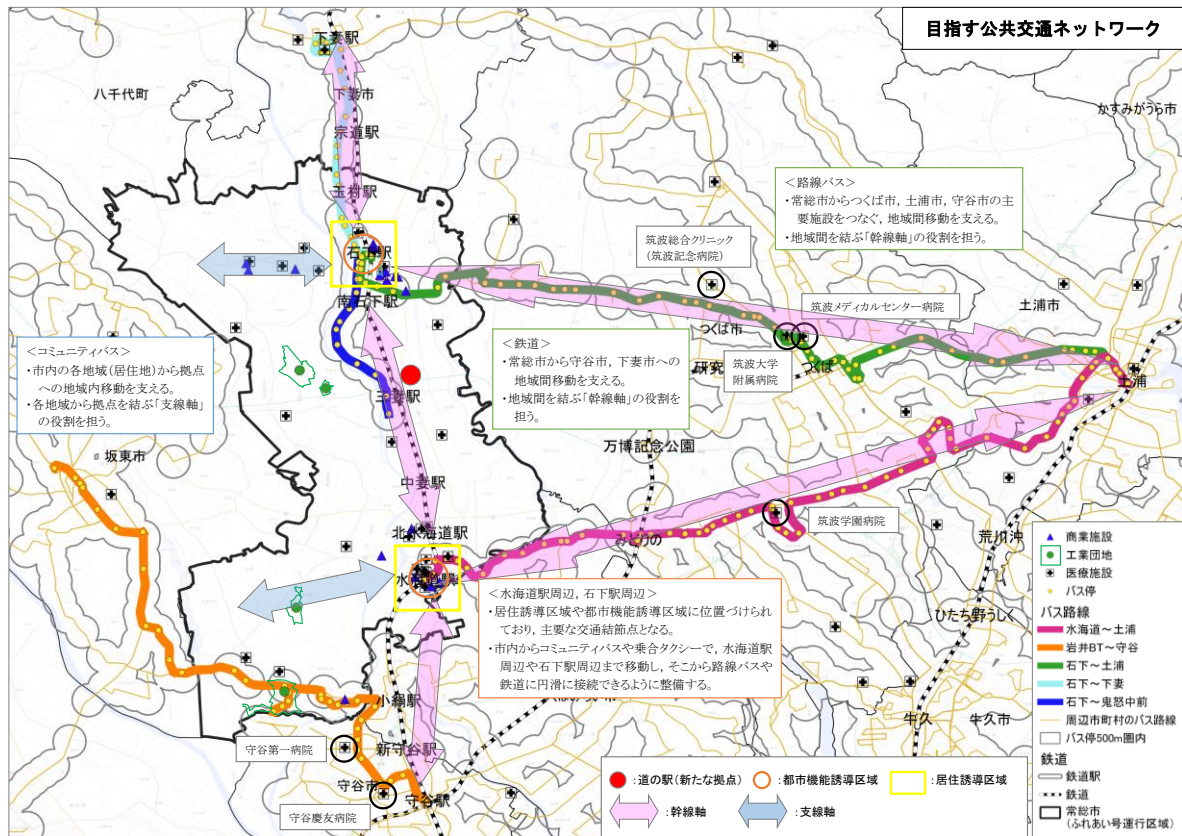 目指す公共交通ネットワーク
下妻駅
八千代町
下妻市
かすみがうら市
宗道駅
玉村駅
＜路線バス＞
・常総市からつくば市，土浦市，守谷市の主
要施設をつなぐ，地域間移動を支える。
・地域間を結ぶ「幹線軸」の役割を担う。
筑波総合クリニック
（筑波記念病院）
石下駅
南石下駅
筑波メディカルセンター病院
土浦市
つくば市
＜コミュニティバス＞
・市内の各地域（居住地）から拠点
への地域内移動を支える。
・各地域から拠点を結ぶ「支線軸」
の役割を担う。
＜鉄道＞
・常総市から守谷市，下妻市への
地域間移動を支える。
・地域間を結ぶ「幹線軸」の役割を
担う。
研究
つくば
筑波大学
附属病院
土浦
三妻駅
万博記念公園
坂東市
中妻駅
筑波学園病院
北水海道駅
みどりの
荒川沖
水海道駅
＜水海道駅周辺，石下駅周辺＞
・居住誘導区域や都市機能誘導区域に位置づけられ
ており，主要な交通結節点となる。
・市内からコミュニティバスや乗合タクシーで，水海道駅
周辺や石下駅周辺まで移動し，そこから路線バスや
鉄道に円滑に接続できるように整備する。
ひたち野うしく
小絹駅
牛久
牛久市
守谷第一病院
新守谷駅
守谷市
守谷駅
守谷慶友病院
:道の駅（新たな拠点）
:都市機能誘導区域
:居住誘導区域
:幹線軸
:支線軸
商業施設
工業団地
医療施設
バス停
バス路線
水海道～土浦
岩井BT～守谷
石下～土浦
石下～下妻
石下～鬼怒中前
周辺市町村のバス路線
バス停500m圏内
鉄道
鉄道駅
鉄道
常総市
（ふれあい号運行区域）